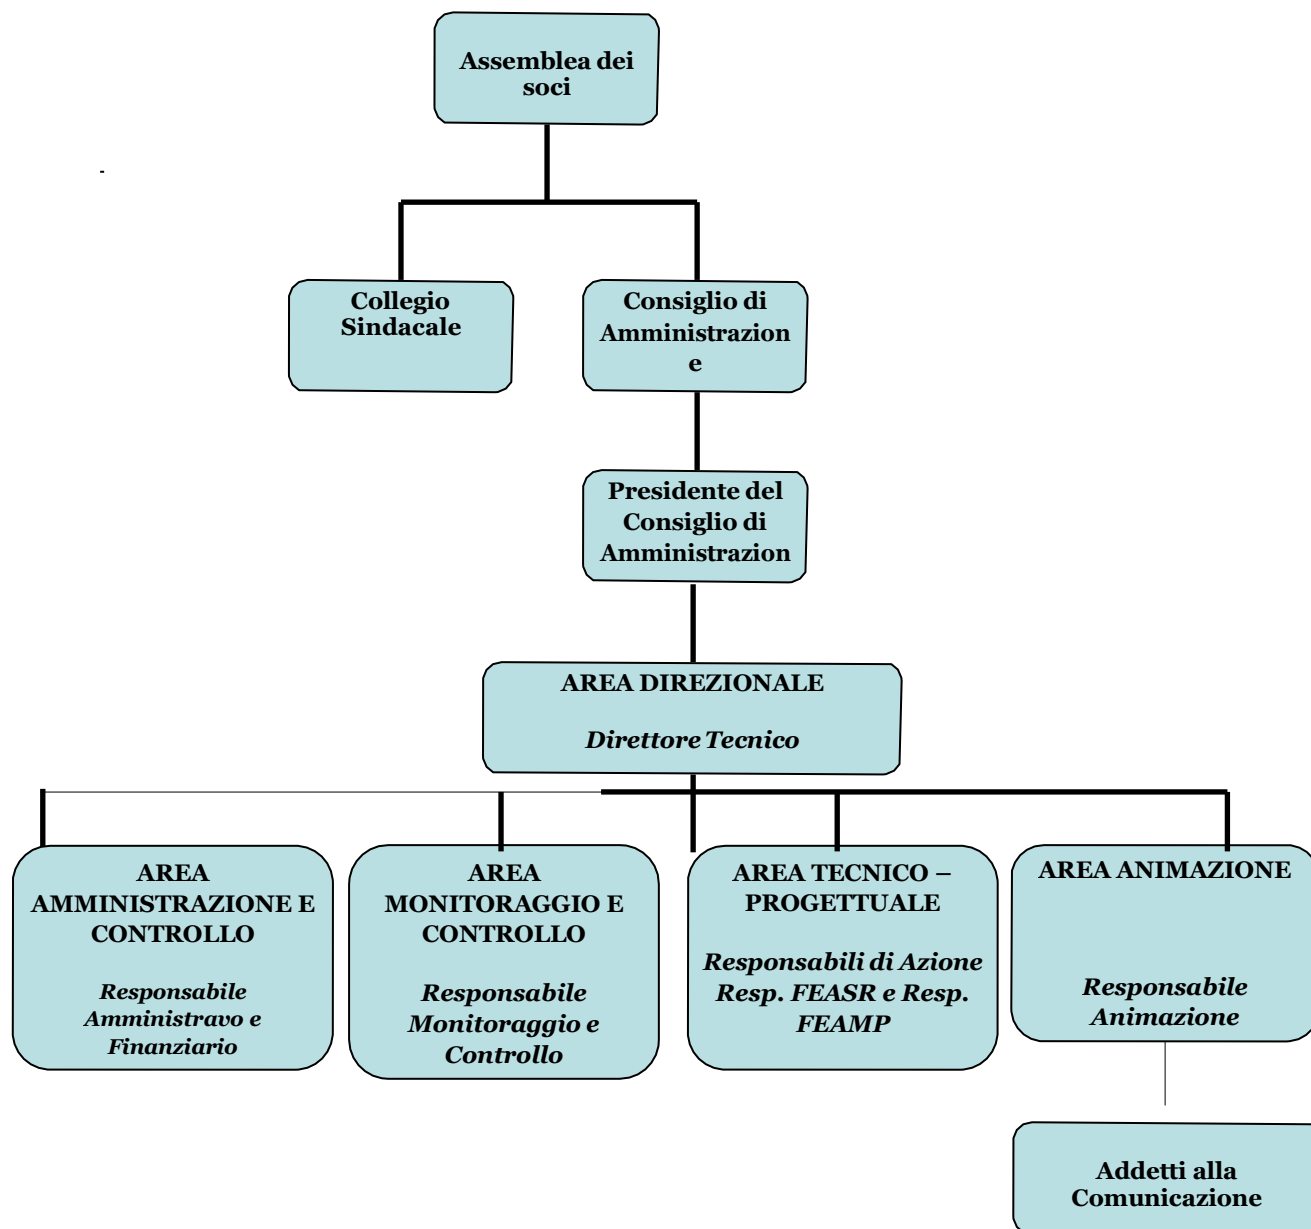 Assemblea dei
soci
-
Collegio
Sindacale
Consiglio di
Amministrazion
e
Presidente del
Consiglio di
Amministrazion
AREA DIREZIONALE
Direttore Tecnico
AREA
AMMINISTRAZIONE E
CONTROLLO
Responsabile
Amministravo e
Finanziario
AREA
MONITORAGGIO E
CONTROLLO
Responsabile
Monitoraggio e
Controllo
AREA TECNICO –
PROGETTUALE
Responsabili di Azione
Resp. FEASR e Resp.
FEAMP
AREA ANIMAZIONE
Responsabile
Animazione
Addetti alla
Comunicazione